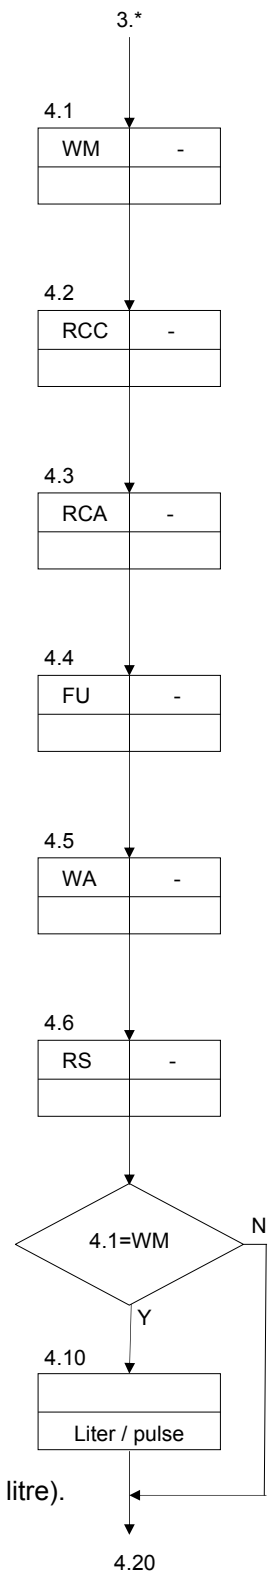 3.*
4.1
WM -
4.2
RCC -
4.3
RCA -
4.4
FU -
4.5
WA -
4.6
RS -
4.1=WM
N
Y
4.10
Liter / pulse
litre).
4.20